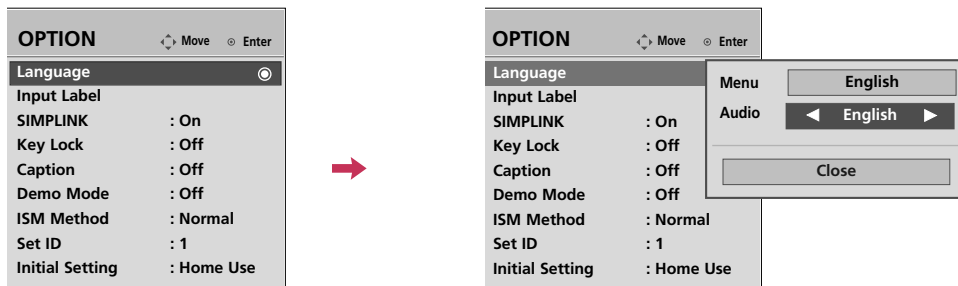 OPTION Move Enter
Language
Input Label
SIMPLINK : On
Key Lock : Off
Caption : Off
Demo Mode : Off
ISM Method : Normal
Set ID : 1
Initial Setting : Home Use
OPTION Move Enter
Language
Input Label
SIMPLINK : On
Key Lock : Off
Caption : Off
Demo Mode : Off
ISM Method : Normal
Set ID : 1
Initial Setting : Home Use
Menu English
Audio ◀ English ▶
Close